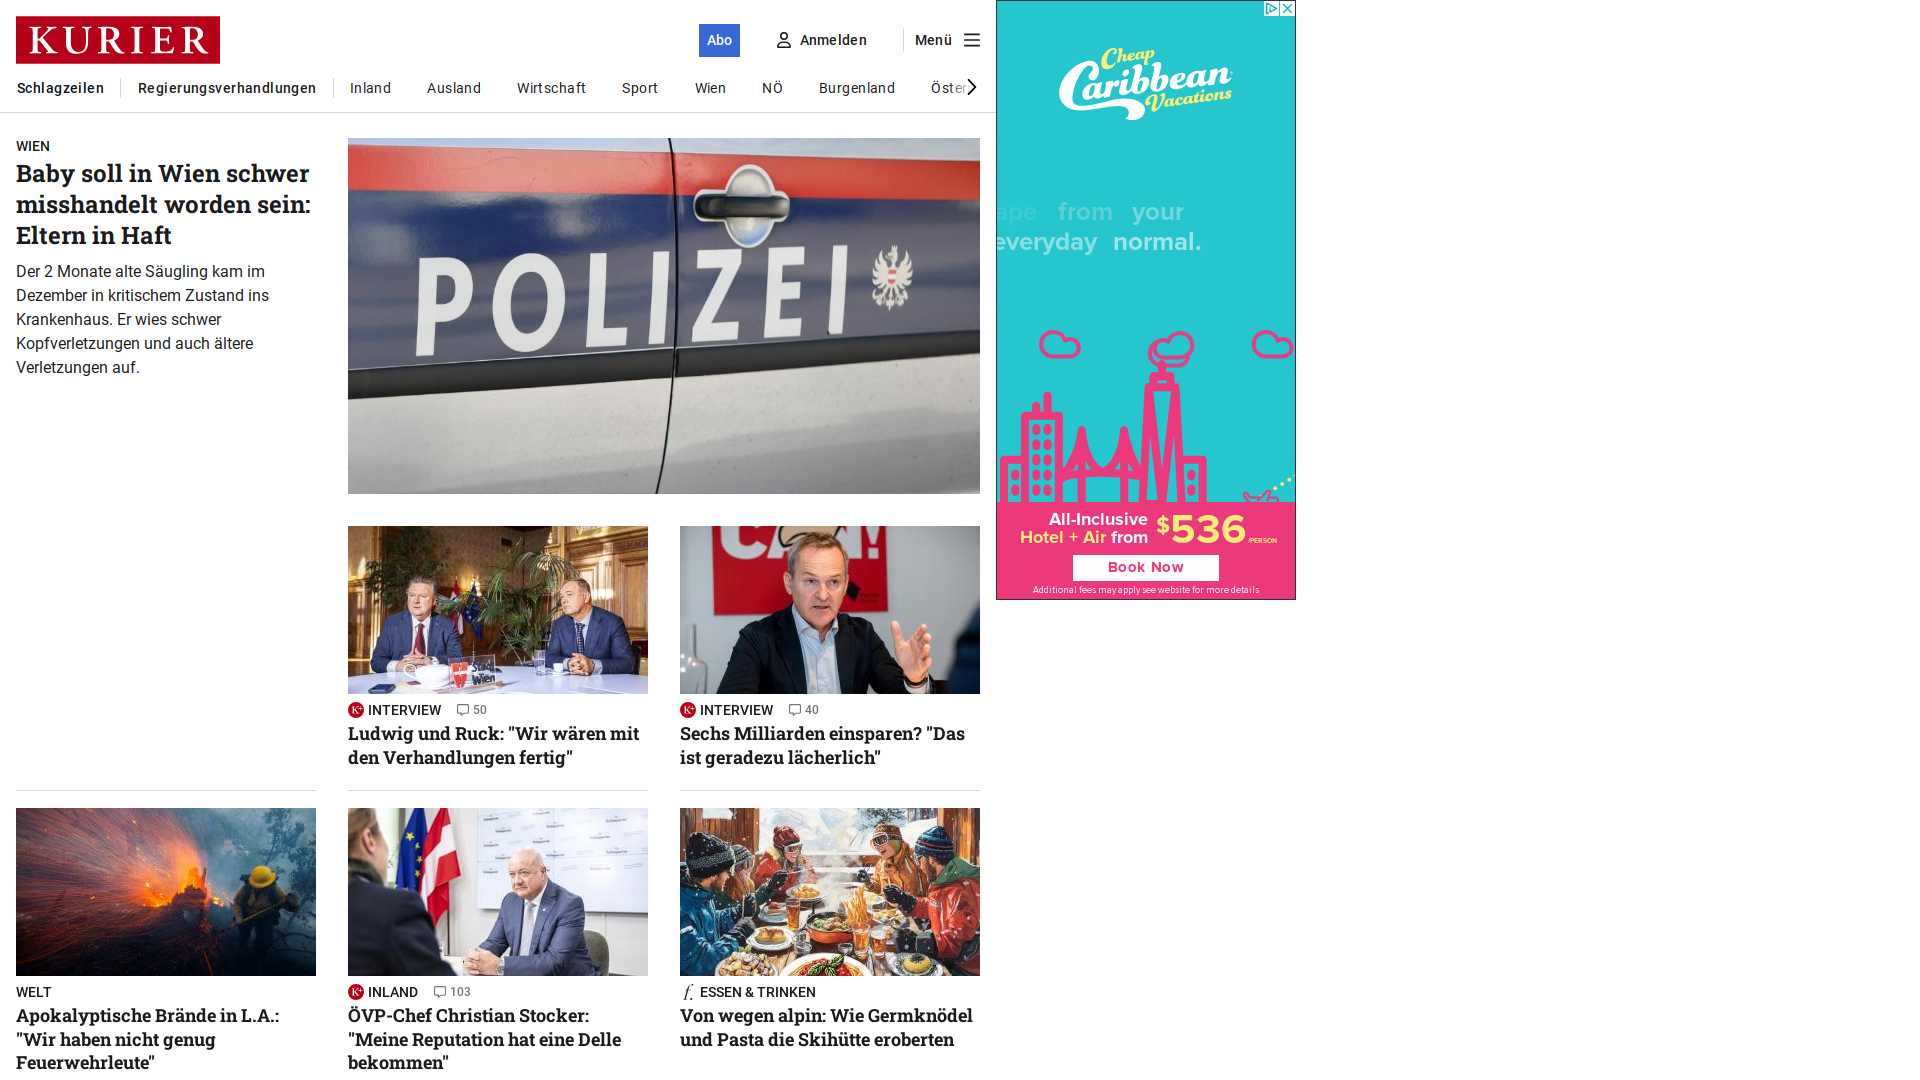 KURIER
Abo
Anmelden
Menü
Schlagzeilen
Regierungsverhandlungen
Inland
Ausland
Wirtschaft
Sport
Wien
NÖ
Burgenland
Öster
WIEN
Baby soll in Wien schwer
misshandelt worden sein:
Eltern in Haft
Der 2 Monate alte Säugling kam im
Dezember in kritischem Zustand ins
Krankenhaus. Er wies schwer
Kopfverletzungen und auch ältere
Verletzungen auf.
POLIZEI
Stadt
Wien
K+ INTERVIEW 50
Ludwig und Ruck: "Wir wären mit
den Verhandlungen fertig"
K+ INTERVIEW 40
Sechs Milliarden einsparen? "Das
ist geradezu lächerlich"
WELT
Apokalyptische Brände in L.A.:
"Wir haben nicht genug
Feuerwehrleute"
K+ INLAND 103
ÖVP-Chef Christian Stocker:
"Meine Reputation hat eine Delle
bekommen"
f. ESSEN & TRINKEN
Von wegen alpin: Wie Germknödel
und Pasta die Skihütte eroberten
Cheap
Caribbean
Vacations
ape from your
everyday normal.
All-Inclusive
Hotel + Air from
$536
/PERSON
Book Now
Additional fees may apply see website for more details